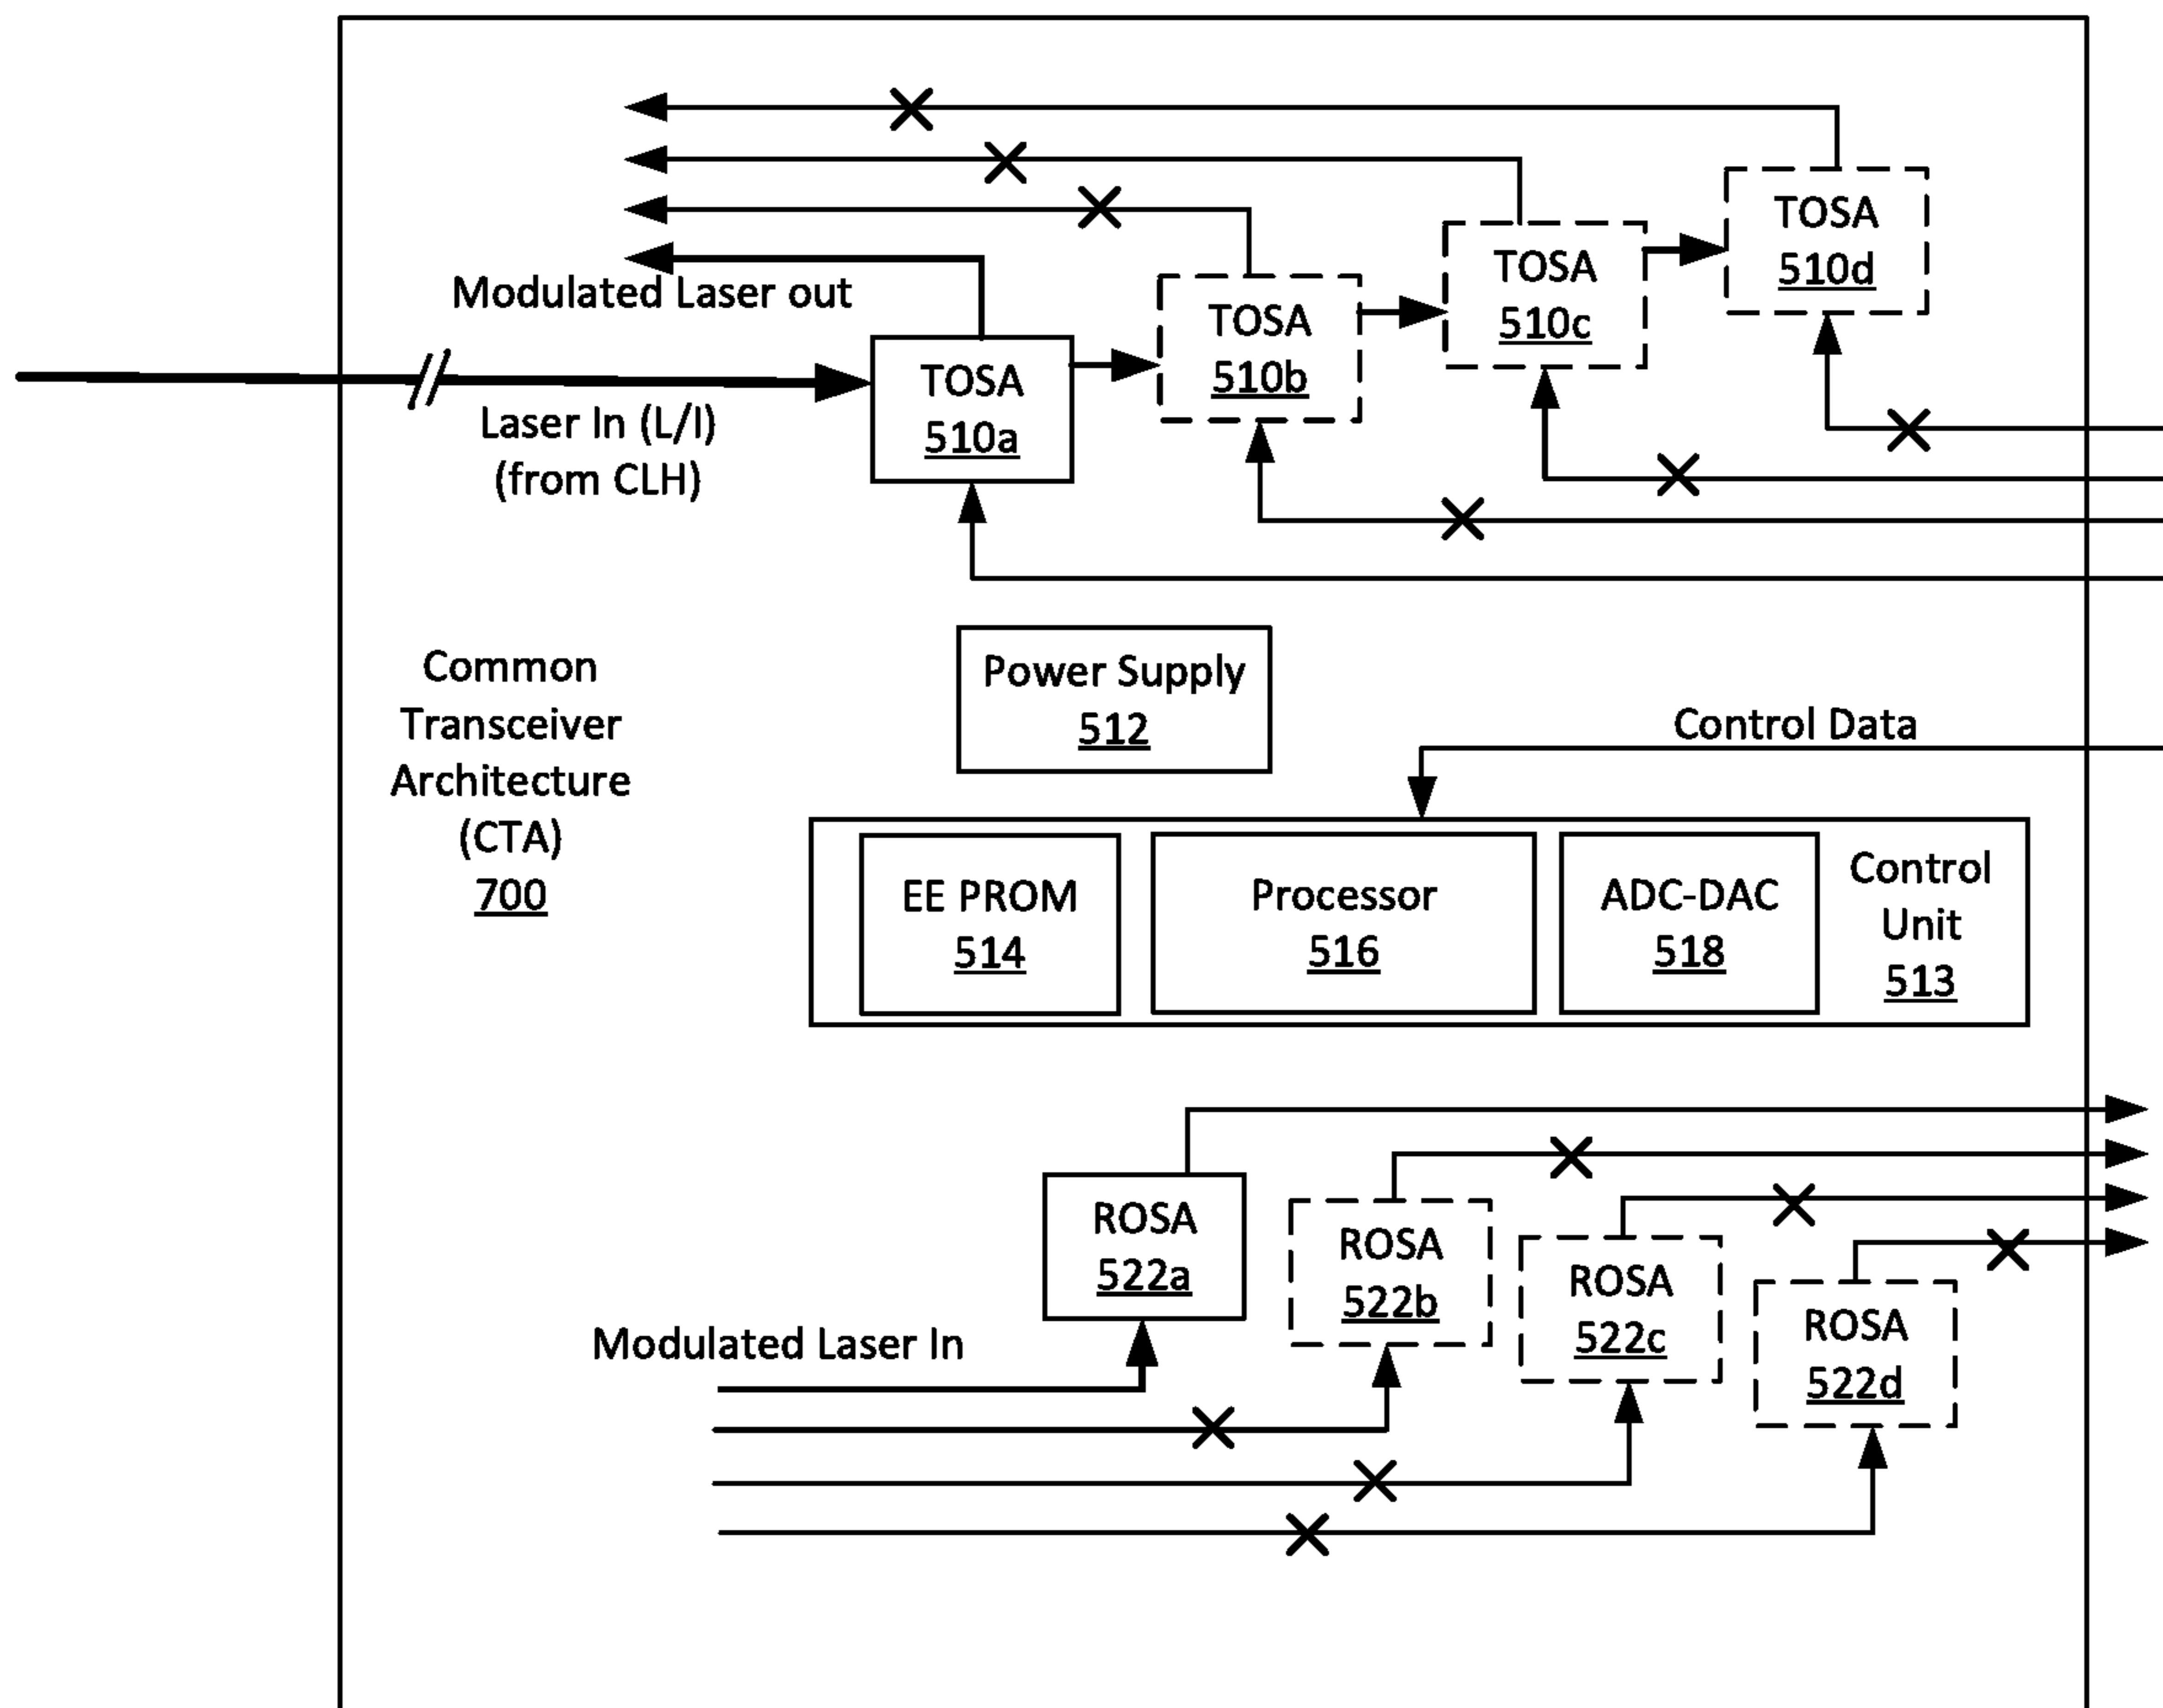 TOSA
510d
TOSA
510c
Modulated Laser out
TOSA
510b
TOSA
510a
Laser In (L/I)
(from CLH)
Power Supply
512
Common
Transceiver
Architecture
(CTA)
700
Control Data
EE PROM
514
Processor
516
ADC-DAC
518
Control
Unit
513
ROSA
522a
ROSA
522b
ROSA
522c
ROSA
522d
Modulated Laser In